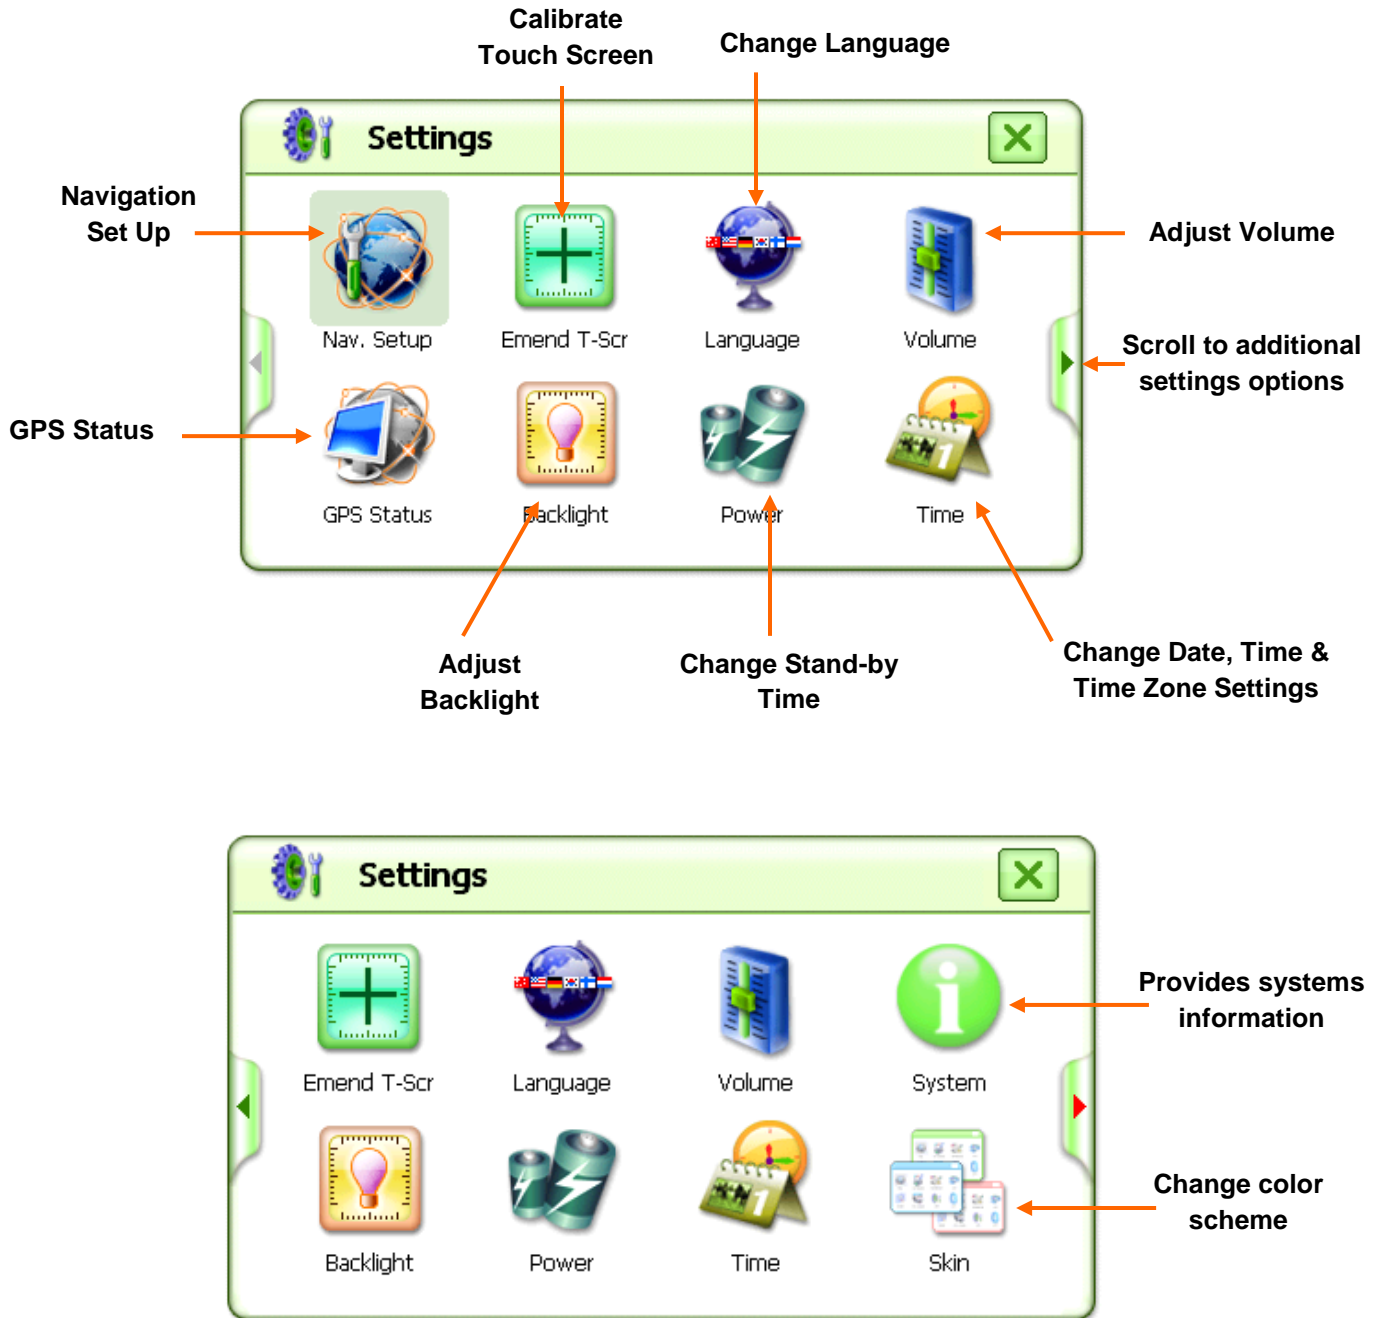 Calibrate
Touch Screen
Change Language
Settings
Navigation
Set Up
Adjust Volume
Nav. Setup
Emend T-Scr
Language
Volume
Scroll to additional
settings options
GPS Status
1
GPS Status
Backlight
Power
Time
Adjust
Backlight
Change Stand-by
Time
Change Date, Time &
Time Zone Settings
Settings
Provides systems
information
Emend T-Scr
Language
Volume
System
1
Change color
scheme
Backlight
Power
Time
Skin